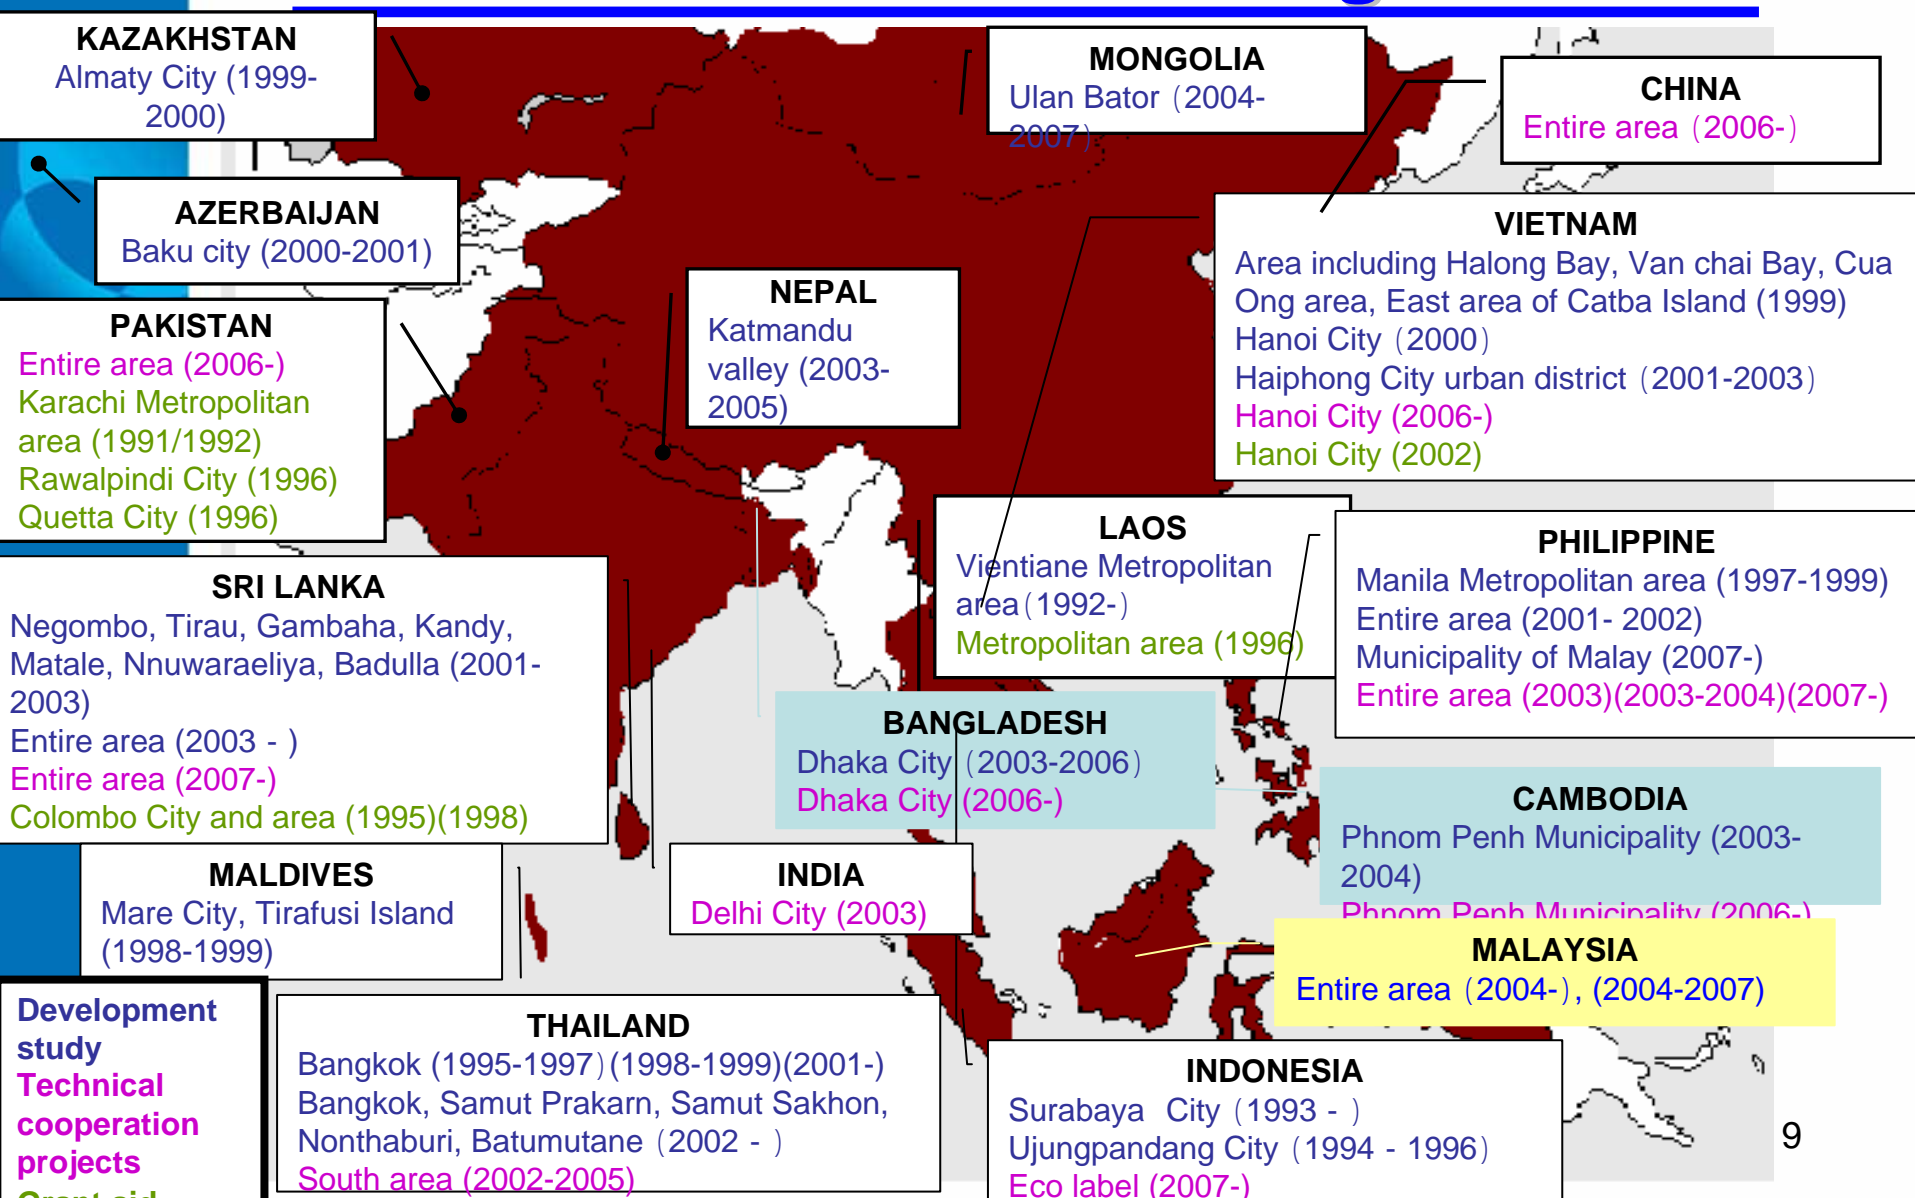 KAZAKHSTAN
Almaty City (1999-
2000)
MONGOLIA
Ulan Bator (2004-
2007)
CHINA
Entire area (2006-)
AZERBAIJAN
Baku city (2000-2001)
VIETNAM
Area including Halong Bay, Van chai Bay, Cua
Ong area, East area of Catba Island (1999)
Hanoi City (2000)
Haiphong City urban district (2001-2003)
Hanoi City (2006-)
Hanoi City (2002)
NEPAL
Katmandu
valley (2003-
2005)
PAKISTAN
Entire area (2006-)
Karachi Metropolitan
area (1991/1992)
Rawalpindi City (1996)
Quetta City (1996)
LAOS
Vientiane Metropolitan
area(1992-)
Metropolitan area (1996)
PHILIPPINE
Manila Metropolitan area (1997-1999)
Entire area (2001- 2002)
Municipality of Malay (2007-)
Entire area (2003)(2003-2004)(2007-)
SRI LANKA
Negombo, Tirau, Gambaha, Kandy,
Matale, Nnuwaraeliya, Badulla (2001-
2003)
Entire area (2003 - )
Entire area (2007-)
Colombo City and area (1995)(1998)
BANGLADESH
Dhaka City (2003-2006)
Dhaka City (2006-)
CAMBODIA
Phnom Penh Municipality (2003-
2004)
Phnom Penh Municipality (2006-)
MALDIVES
Mare City, Tirafusi Island
(1998-1999)
INDIA
Delhi City (2003)
MALAYSIA
Entire area (2004-), (2004-2007)
Development
study
Technical
cooperation
projects
Grant aid
THAILAND
Bangkok (1995-1997)(1998-1999)(2001-)
Bangkok, Samut Prakarn, Samut Sakhon,
Nonthaburi, Batumutane (2002 - )
South area (2002-2005)
INDONESIA
Surabaya City (1993 - )
Ujungpandang City (1994 - 1996)
Eco label (2007-)
9